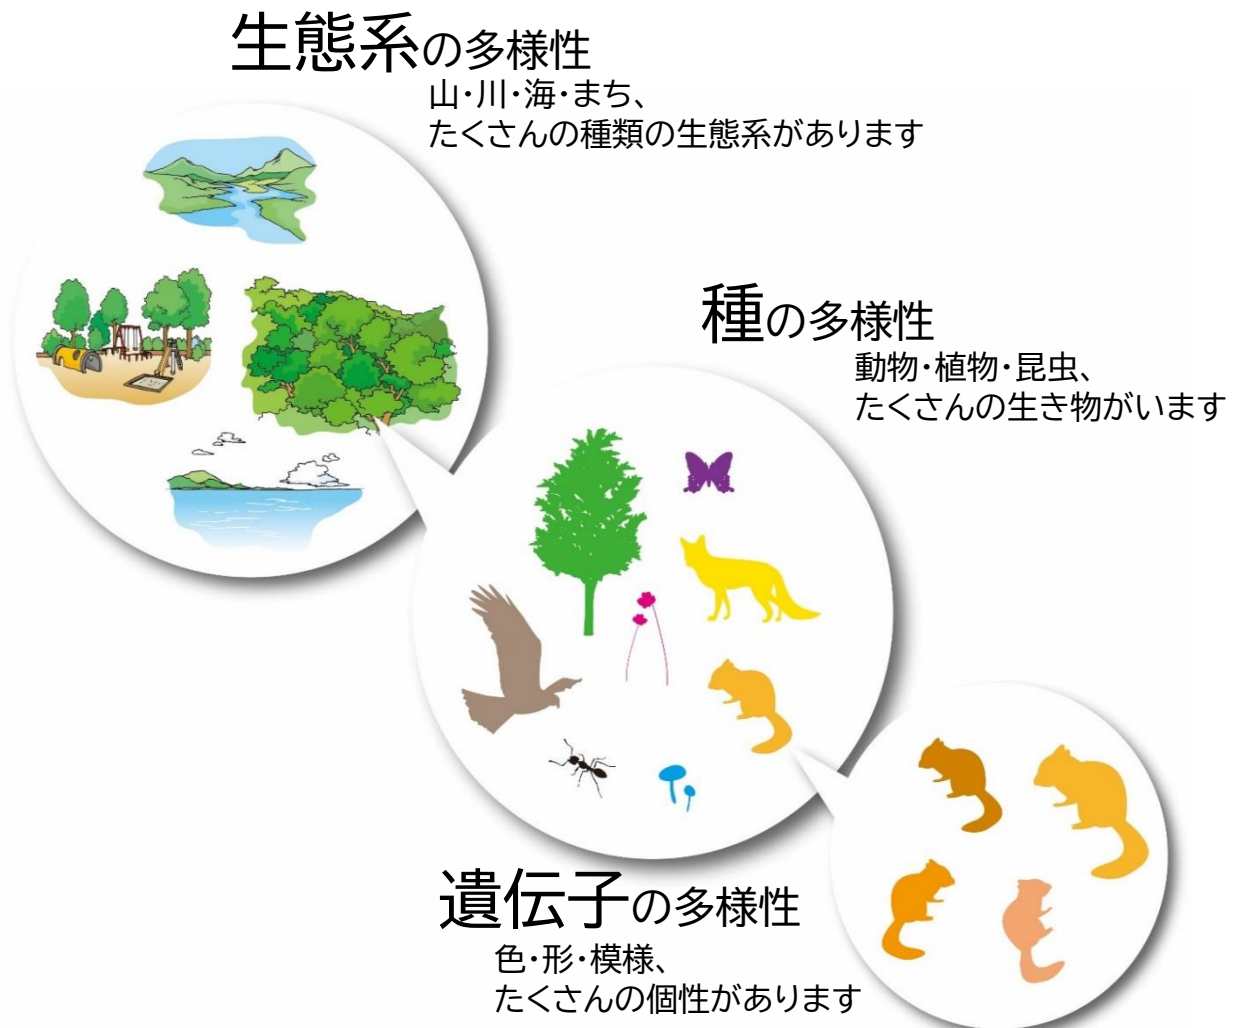 生態系の多様性
山・川・海・まち、
たくさんの種類の生態系があります
種の多様性
動物・植物・昆虫、
たくさんの生き物がいます
遺伝子の多様性
色・形・模様、
たくさんの個性があります